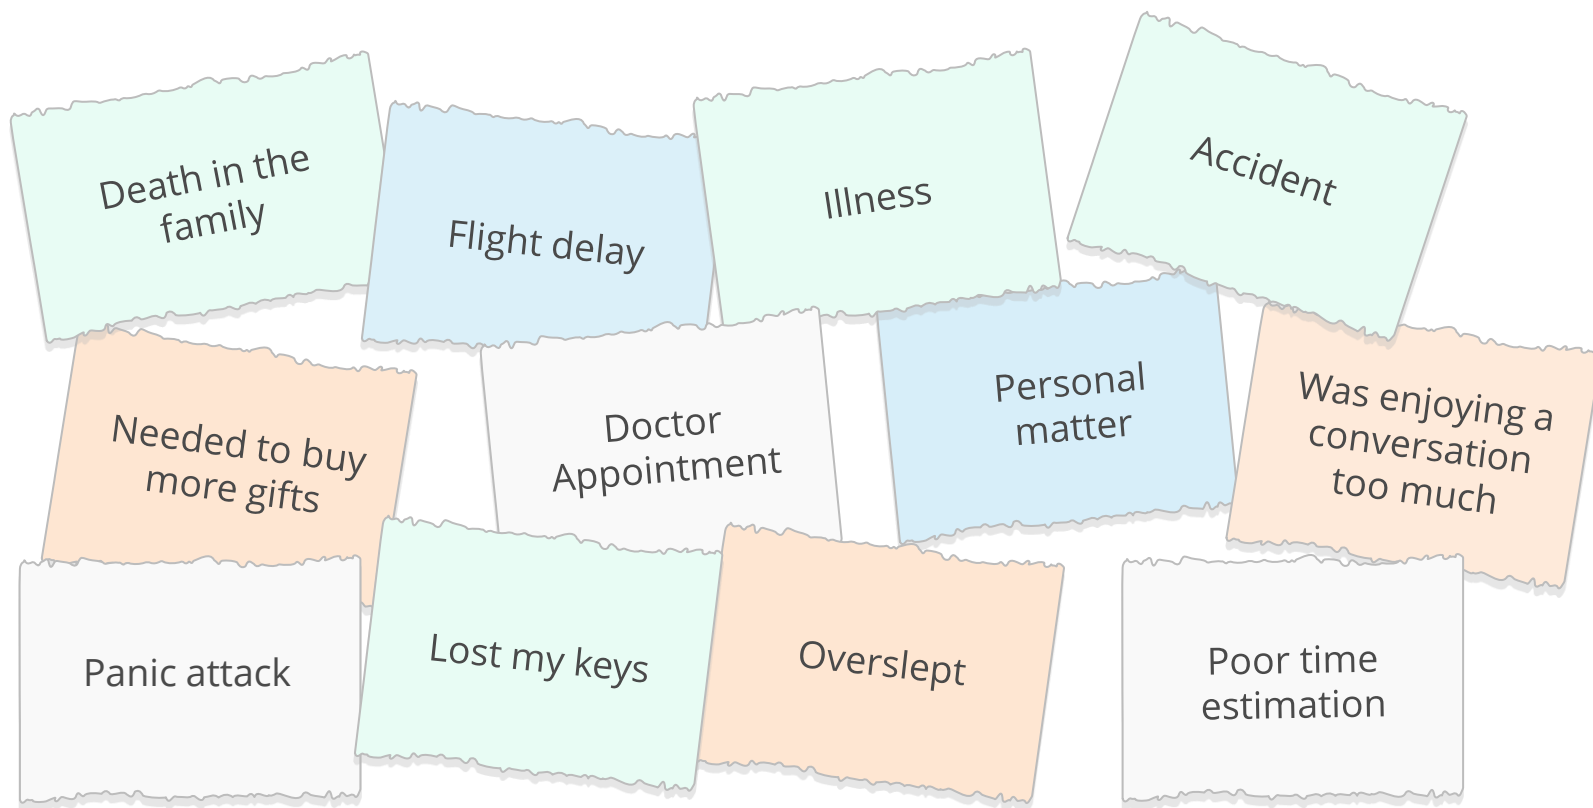 Death in the
family
Flight delay
Illness
Accident
Needed to buy
more gifts
Doctor
Appointment
Personal
matter
Was enjoying a
conversation
too much
Panic attack
Lost my keys
Overslept
Poor time
estimation